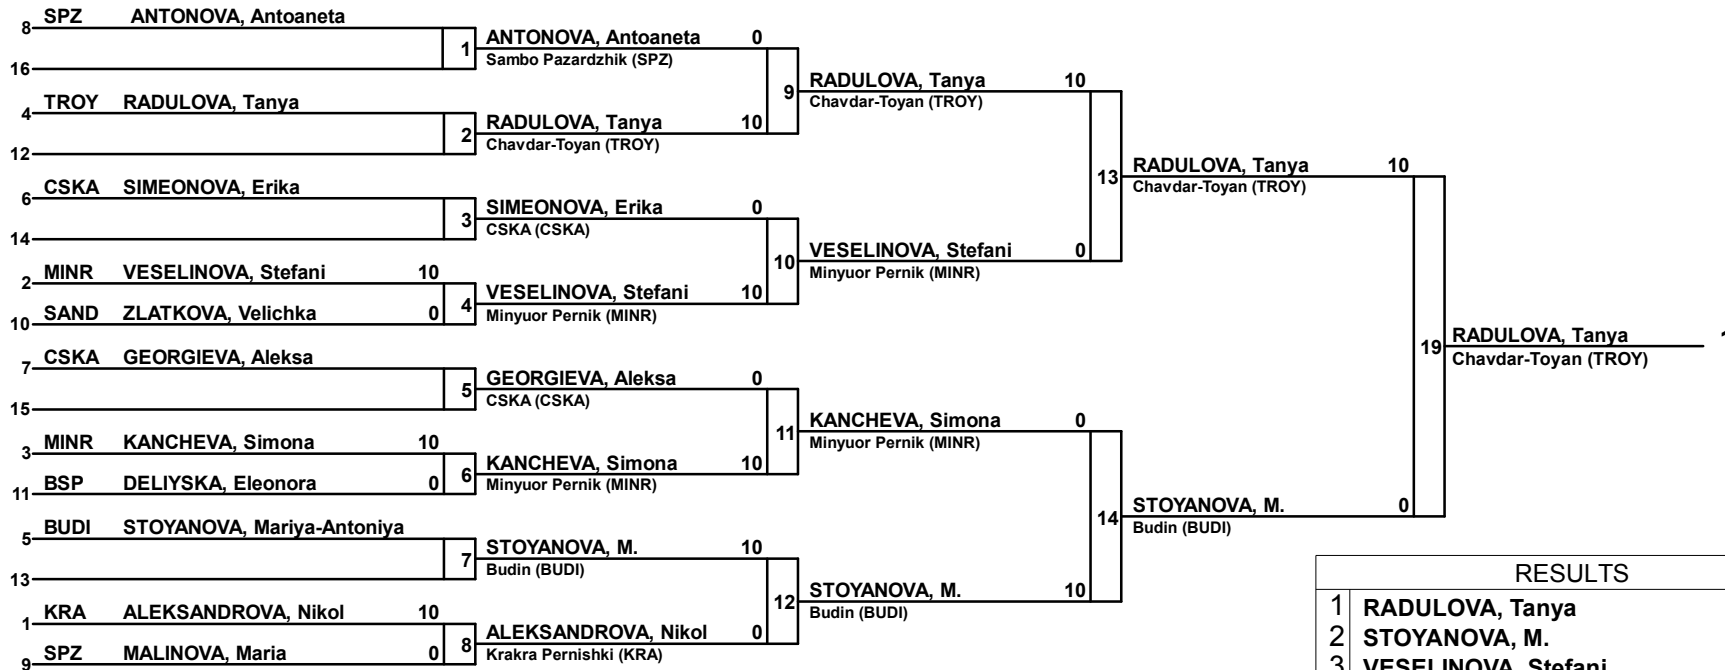 8 SPZ ANTONOVA, Antoaneta
16
1
4 TROY RADULOVA, Tanya
12
2
6 CSKA SIMEONOVA, Erika
14
3
2 MINR VESELINOVA, Stefani 10
10 SAND ZLATKOVA, Velichka 0
4
7 CSKA GEORGIEVA, Aleksa
15
5
3 MINR KANCHEVA, Simona 10
11 BSP DELIYSKA, Eleonora 0
6
5 BUDI STOYANOVA, Mariya-Antoniya
13
7
1 KRA ALEKSANDROVA, Nikol 10
9 SPZ MALINOVA, Maria 0
8
ANTONOVA, Antoaneta 0
Sambo Pazardzhik (SPZ)
RADULOVA, Tanya 10
Chavdar-Toyan (TROY)
9
SIMEONOVA, Erika 0
CSKA (CSKA)
VESELINOVA, Stefani 10
Minyuor Pernik (MINR)
10
GEORGIEVA, Aleksa 0
CSKA (CSKA)
KANCHEVA, Simona 10
Minyuor Pernik (MINR)
11
STOYANOVA, M. 10
Budin (BUDI)
ALEKSANDROVA, Nikol 0
Krakra Pernishki (KRA)
12
RADULOVA, Tanya 10
Chavdar-Toyan (TROY)
VESELINOVA, Stefani 0
Minyuor Pernik (MINR)
13
KANCHEVA, Simona 0
Minyuor Pernik (MINR)
STOYANOVA, M. 10
Budin (BUDI)
14
RADULOVA, Tanya 10
Chavdar-Toyan (TROY)
STOYANOVA, M. 0
Budin (BUDI)
19
RADULOVA, Tanya
Chavdar-Toyan (TROY)
RESULTS
1 RADULOVA, Tanya
2 STOYANOVA, M.
3 VESELINOVA, Stefani